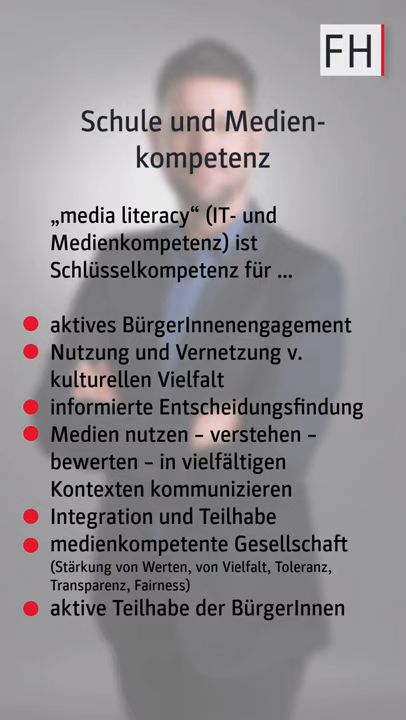 FH
Schule und Medien-
kompetenz
„media literacy“ (IT- und
Medienkompetenz) ist
Schlüsselkompetenz für ...
aktives BürgerInnenengagement
Nutzung und Vernetzung v.
kulturellen Vielfalt
informierte Entscheidungsfindung
Medien nutzen – verstehen –
bewerten – in vielfältigen
Kontexten kommunizieren
Integration und Teilhabe
medienkompetente Gesellschaft
(Stärkung von Werten, von Vielfalt, Toleranz,
Transparenz, Fairness)
aktive Teilhabe der BürgerInnen